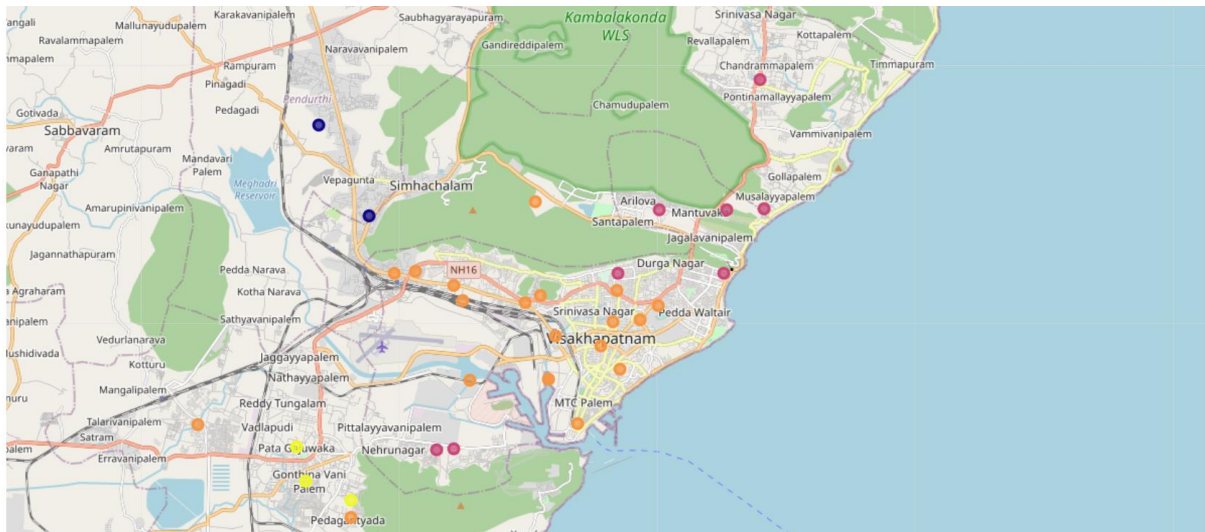 Kambalakonda
WLS
Saubhagyarayapuram
Srinivasa Nagar
Karakavanipalem
Mallunayudupalem
Kottapalem
Ravalammapalem
Revallapalem
Gandireddipalem
Naravavanipalem
Rampuram
Chandrammapalem
Timmapuram
Pinagadi
Pendurthi
Pontinamallayyapalem
Pedagadi
Chamudupalem
Gotivada
Sabbavaram
Vammivanipalem
Amrutapuram
Mandavari
Palem
Ganapathi
Nagar
Vepagunta
Simhachalam
Gollapalem
Meghadri
Reservoir
Musalayyapalem
Arilova
Amarupinivanipalem
Mantuvak
Santapalem
Jagalavanipalem
Jagannathapuram
Durga Nagar
Pedda Narava
NH16
Kotha Narava
Srinivasa Nagar
Pedda Waltair
Sathyavanipalem
Visakhapatnam
Vedurlanarava
Jaggayyapalem
Kotturu
Nathayyapalem
Mangalipalem
Reddy Tungalam
MTC Palem
Talarivanipalem
Vadlapudi
Pittalayyavanipalem
Satram
Pata Gajuwaka
Nehrunagar
Erravanipalem
Gonthina Vani
Palem
Pedagantyada